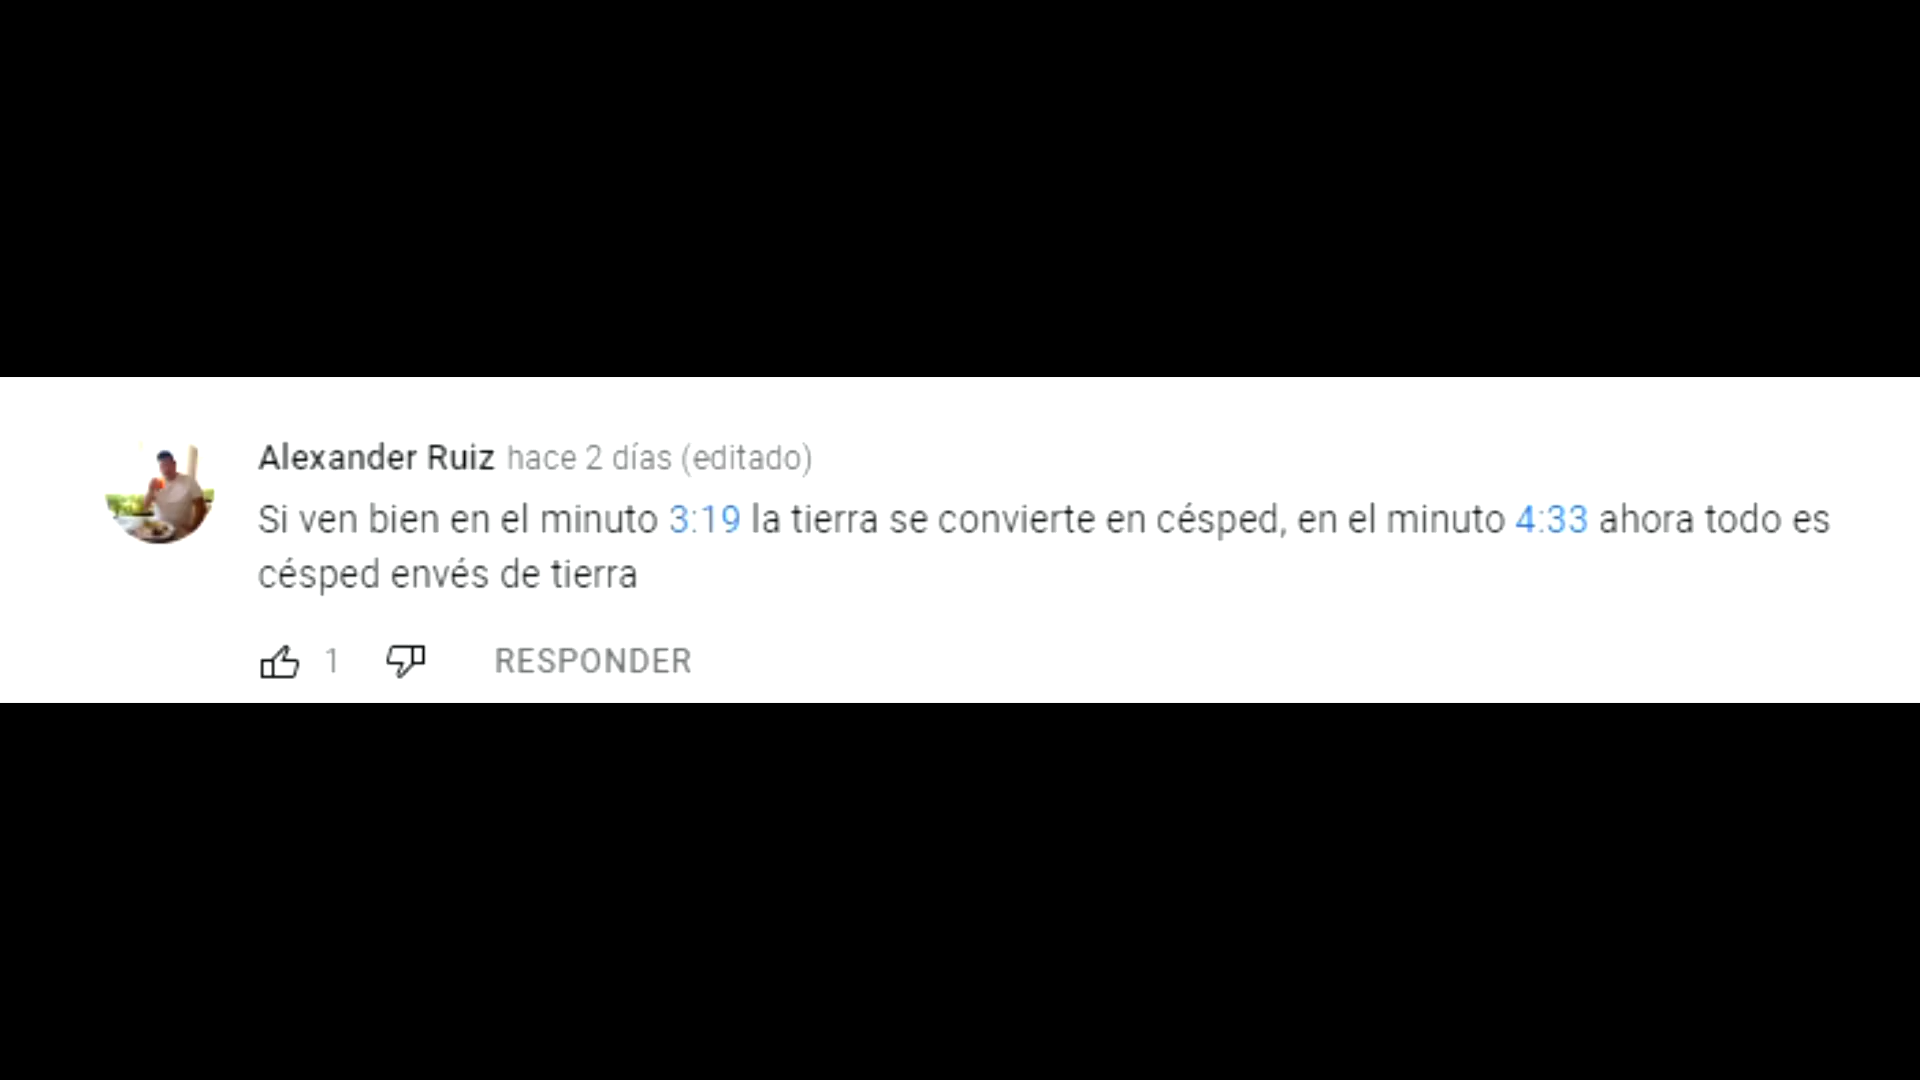 Alexander Ruiz hace 2 días (editado)
Si ven bien en el minuto 3:19 la tierra se convierte en césped, en el minuto 4:33 ahora todo es
césped envés de tierra
1 RESPONDER